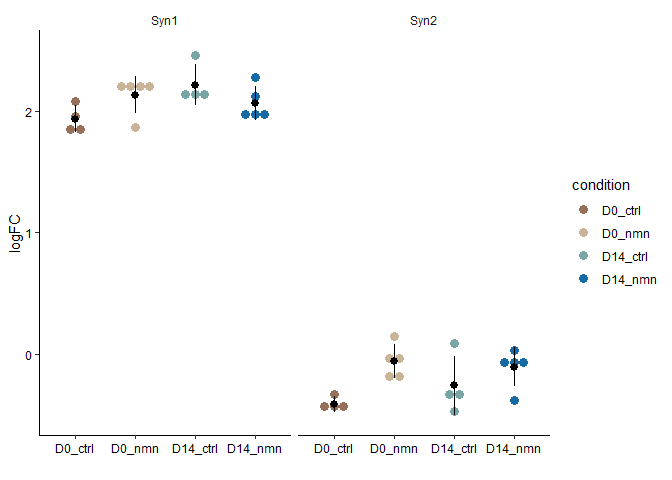 Syn1
Syn2
logFC
2
1
0
D0_ctrl
D0_nmn
D14_ctrl
D14_nmn
D0_ctrl
D0_nmn
D14_ctrl
D14_nmn
condition
D0_ctrl
D0_nmn
D14_ctrl
D14_nmn